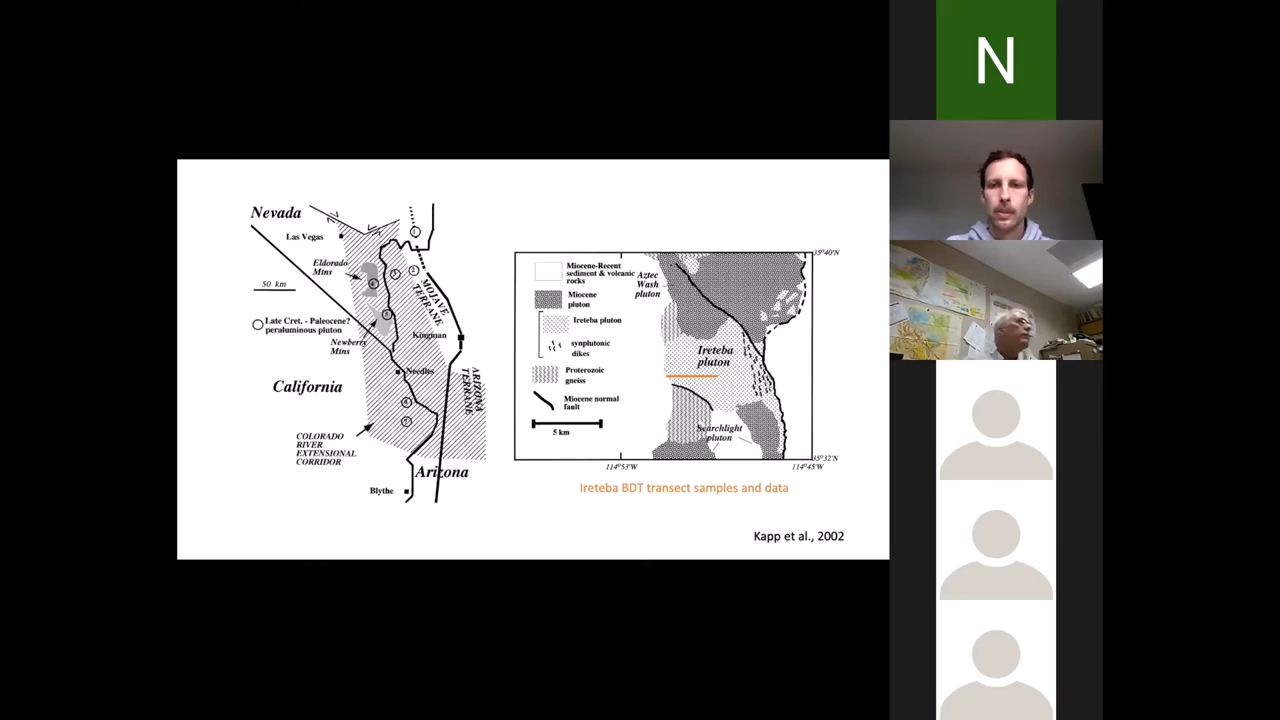 N
Nevada
Las Vegas
Eldorado
Mtns
50 km
Late Cret. - Paleocene?
peraluminous pluton
Newberry
Mtns
MOJAVE
TERRANE
Kingman
Needles
ARIZONA
TERRANE
California
COLORADO
RIVER
EXTENSIONAL
CORRIDOR
Arizona
Blythe
Miocene-Recent
sediment & volcanic
rocks
Miocene
pluton
Ireteba pluton
synplutonic
dikes
Proterozoic
gneiss
Miocene normal
fault
5 km
Aztec
Wash
pluton
Ireteba
pluton
Searchlight
pluton
35°40'N
35°32'N
114°53'W
114°45'W
Ireteba BDT transect samples and data
Kapp et al., 2002